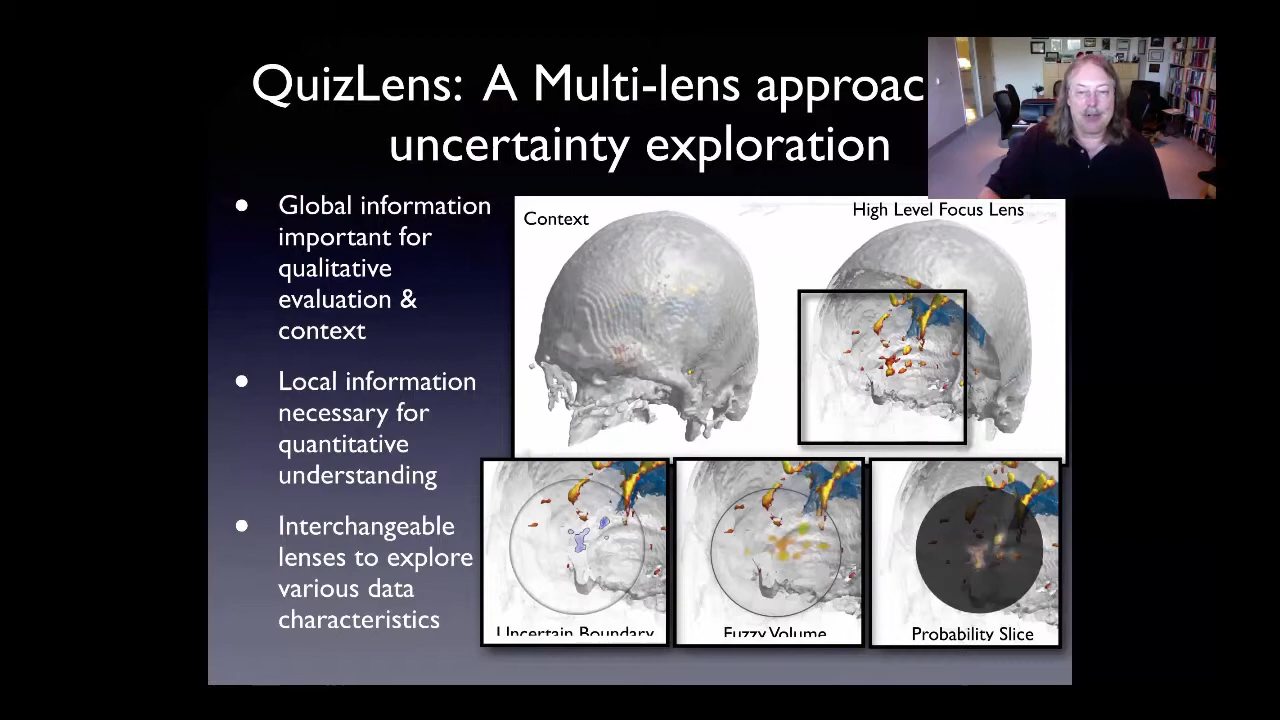 QuizLens: A Multi-lens approac
uncertainty exploration
Global information
important for
qualitative
evaluation &
context
Local information
necessary for
quantitative
understanding
Interchangeable
lenses to explore
various data
characteristics
Context
High Level Focus Lens
Uncertain Boundary
Fuzzy Volume
Probability Slice